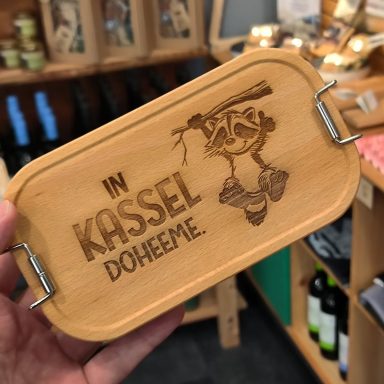 IN
KASSEL
DOHEEME.